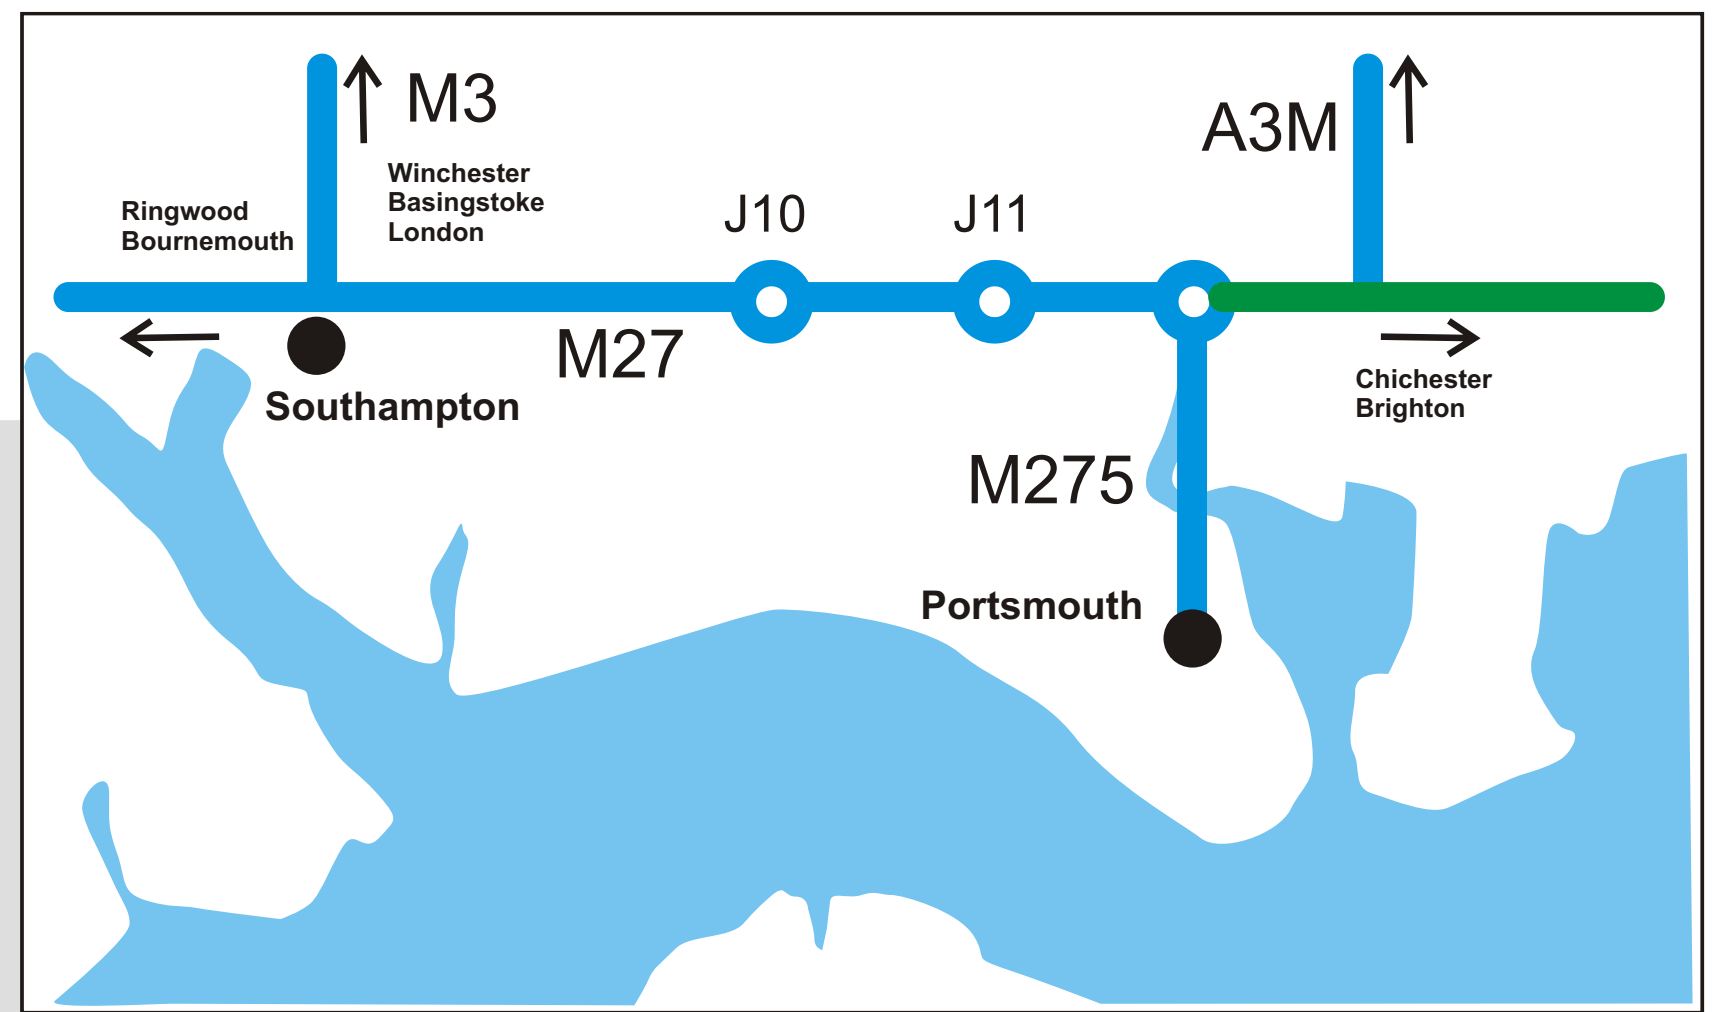 M3
A3M
Winchester
Basingstoke
London
Ringwood
Bournemouth
J10
J11
M27
Southampton
Chichester
Brighton
M275
Portsmouth